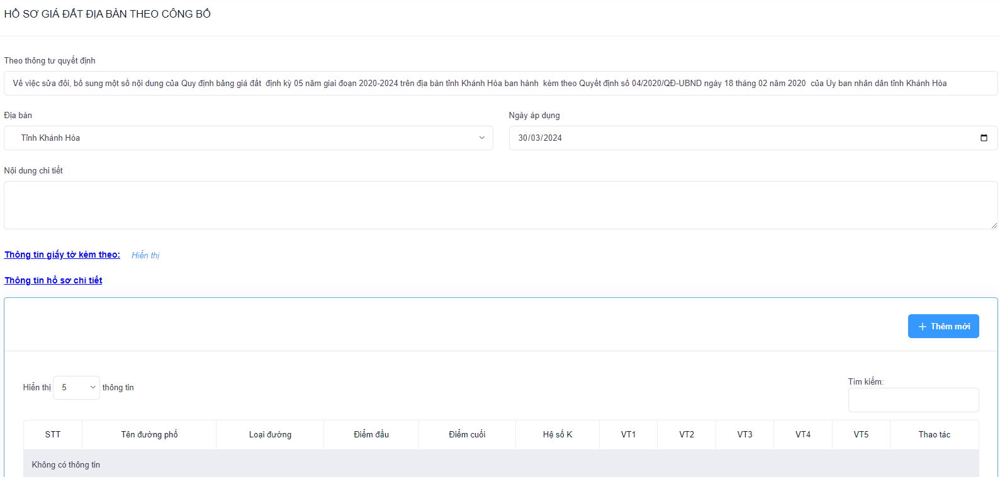 HỒ SƠ GIÁ ĐẤT ĐỊA BÀN THEO CÔNG BỐ
Theo thông tư quyết định
Về việc sửa đổi, bổ sung một số nội dung của Quy định bảng giá đất  định kỳ 05 năm giai đoạn 2020-2024 trên địa bàn tỉnh Khánh Hòa ban hành  kèm theo Quyết định số 04/2020/QĐ-UBND ngày 18 tháng 02 năm 2020  của Ủy ban nhân dân tỉnh Khánh Hòa
Địa bàn
Ngày áp dụng
Tỉnh Khánh Hòa
30/03/2024
Nội dung chi tiết
Thông tin giấy tờ kèm theo: Hiển thị
Thông tin hồ sơ chi tiết
Thêm mới
Hiển thị 5 thông tin
Tìm kiếm:
STT Tên đường phố Loại đường Điểm đầu Điểm cuối Hệ số K VT1 VT2 VT3 VT4 VT5 Thao tác
Không có thông tin